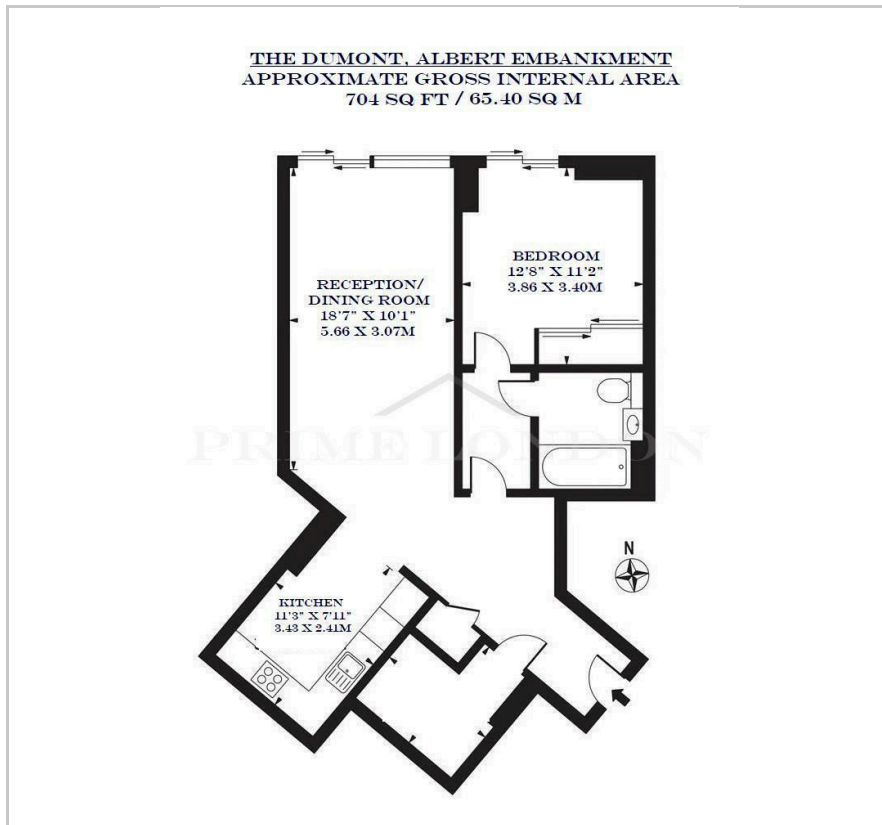 THE DUMONT, ALBERT EMBANKMENT
APPROXIMATE GROSS INTERNAL AREA
704 SQ FT / 65.40 SQ M
BEDROOM
12'8" X 11'2"
3.86 X 3.40M
RECEPTION/
DINING ROOM
18'7" X 10'1"
5.66 X 3.07M
PRIME LONDON
N
KITCHEN
11'3" X 7'11"
3.43 X 2.41M